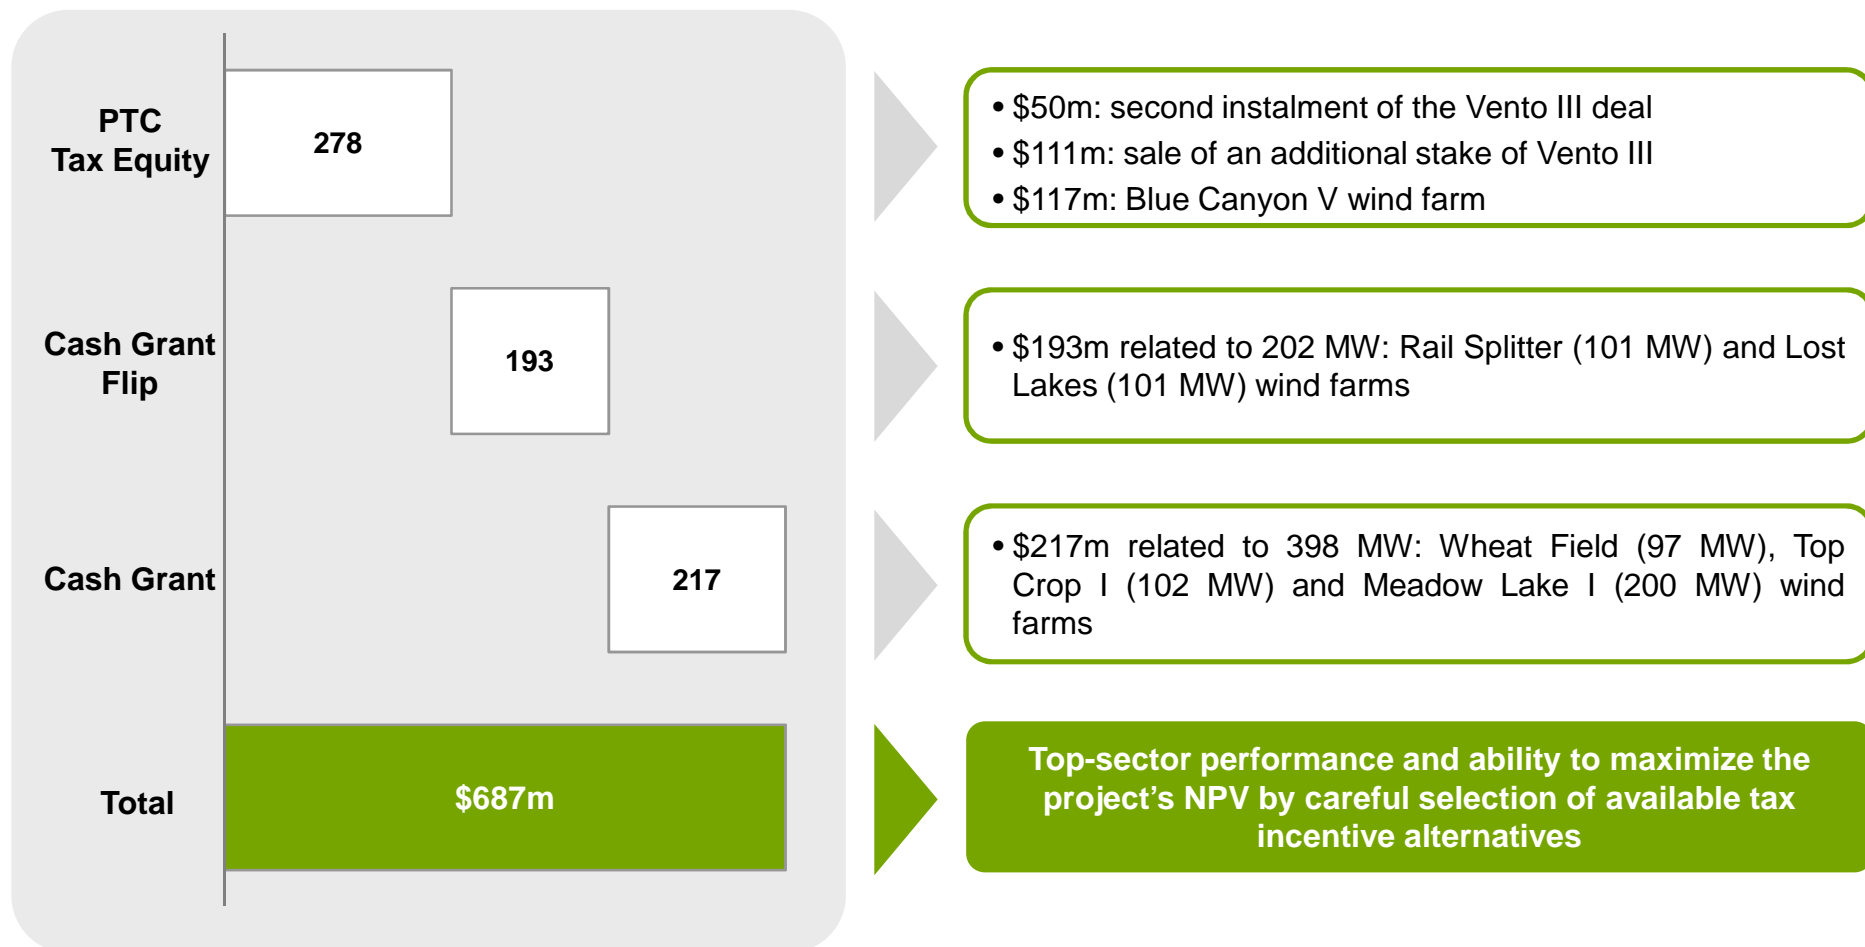 PTC
Tax Equity
278
• $50m: second instalment of the Vento III deal
• $111m: sale of an additional stake of Vento III
• $117m: Blue Canyon V wind farm
Cash Grant
Flip
193
• $193m related to 202 MW: Rail Splitter (101 MW) and Lost
Lakes (101 MW) wind farms
Cash Grant
217
• $217m related to 398 MW: Wheat Field (97 MW), Top
Crop I (102 MW) and Meadow Lake I (200 MW) wind
farms
Total
$687m
Top-sector performance and ability to maximize the
project’s NPV by careful selection of available tax
incentive alternatives